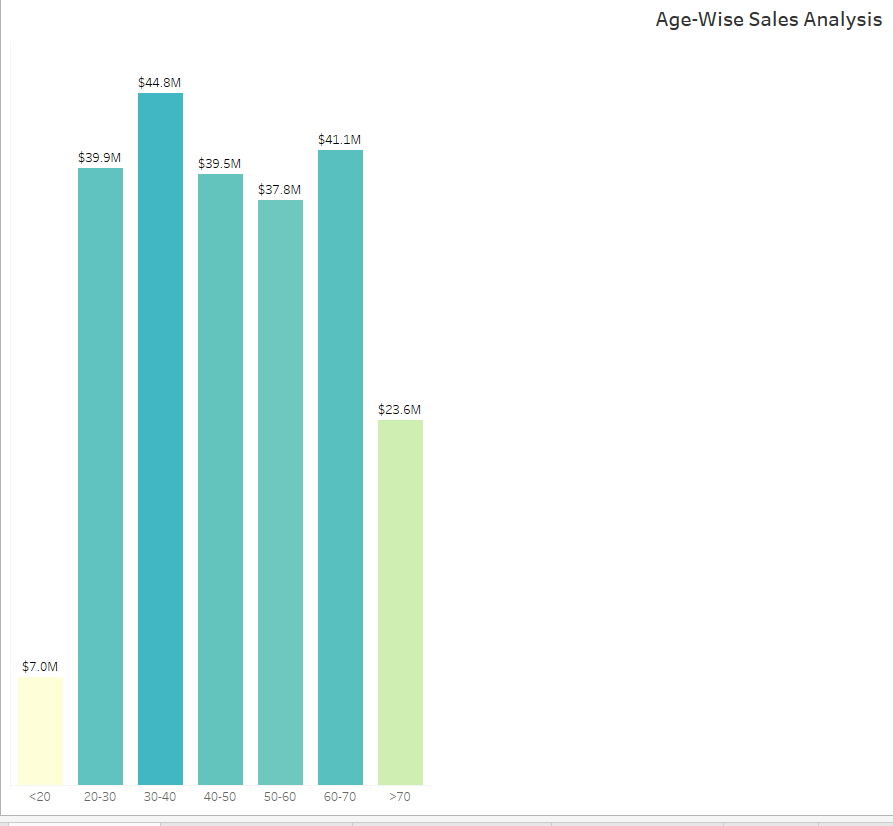 Age-Wise Sales Analysis
$44.8M
$41.1M
$39.9M
$39.5M
$37.8M
$23.6M
$7.0M
<20 20-30 30-40 40-50 50-60 60-70 >70